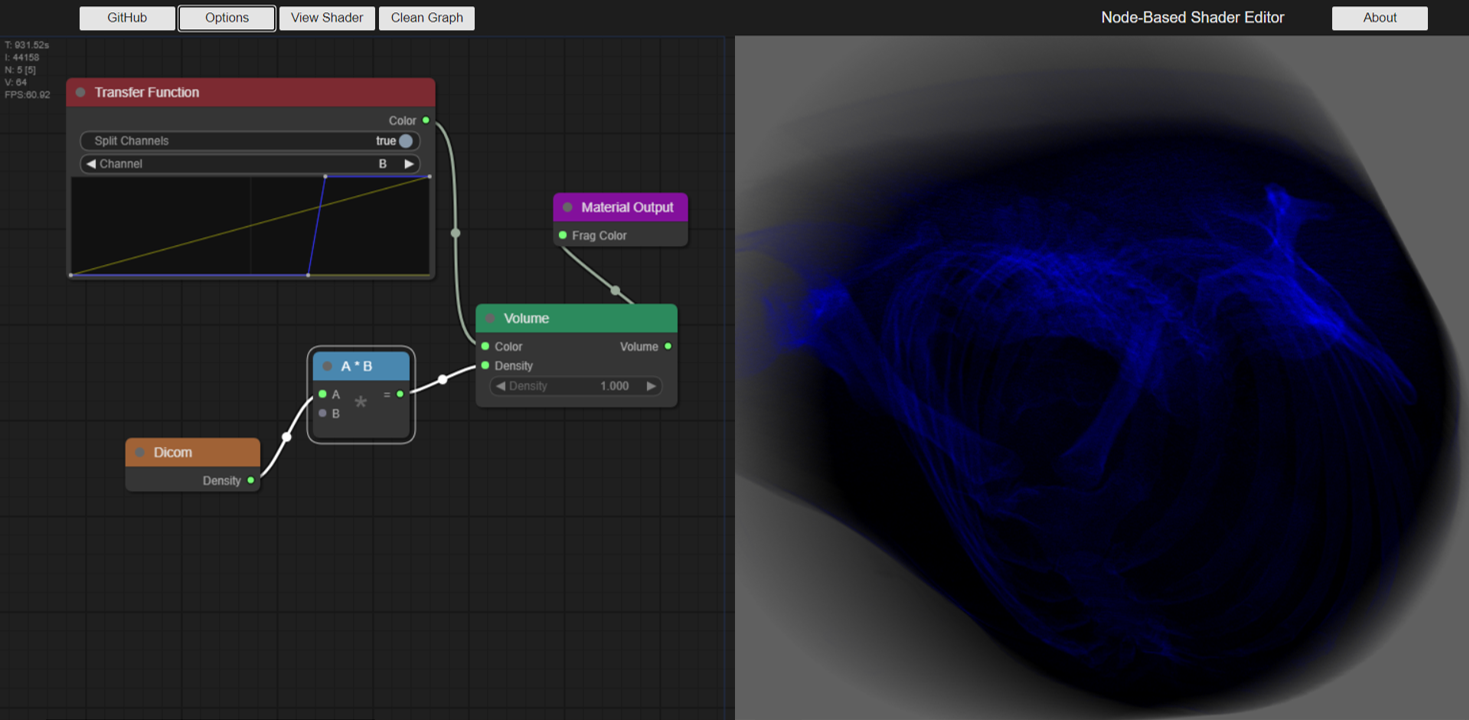 GitHub Options View Shader Clean Graph Node-Based Shader Editor About
T: 931.52s
I: 44158
N: 5 [5]
V: 64
FPS:60.92
Transfer Function
Color
Split Channels true
Channel B
Material Output
Frag Color
Volume
Color Volume
Density
Density 1.000
A * B
A * =
B
Dicom
Density